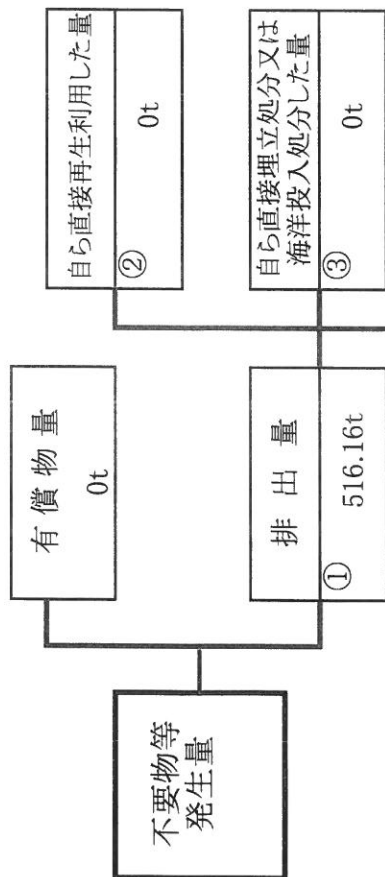 不要物等
発生量
有償物量
0t
排出量
①
516.16t
自ら直接再生利用した量
②
0t
自ら直接埋立処分又は
海洋投入処分した量
③
0t